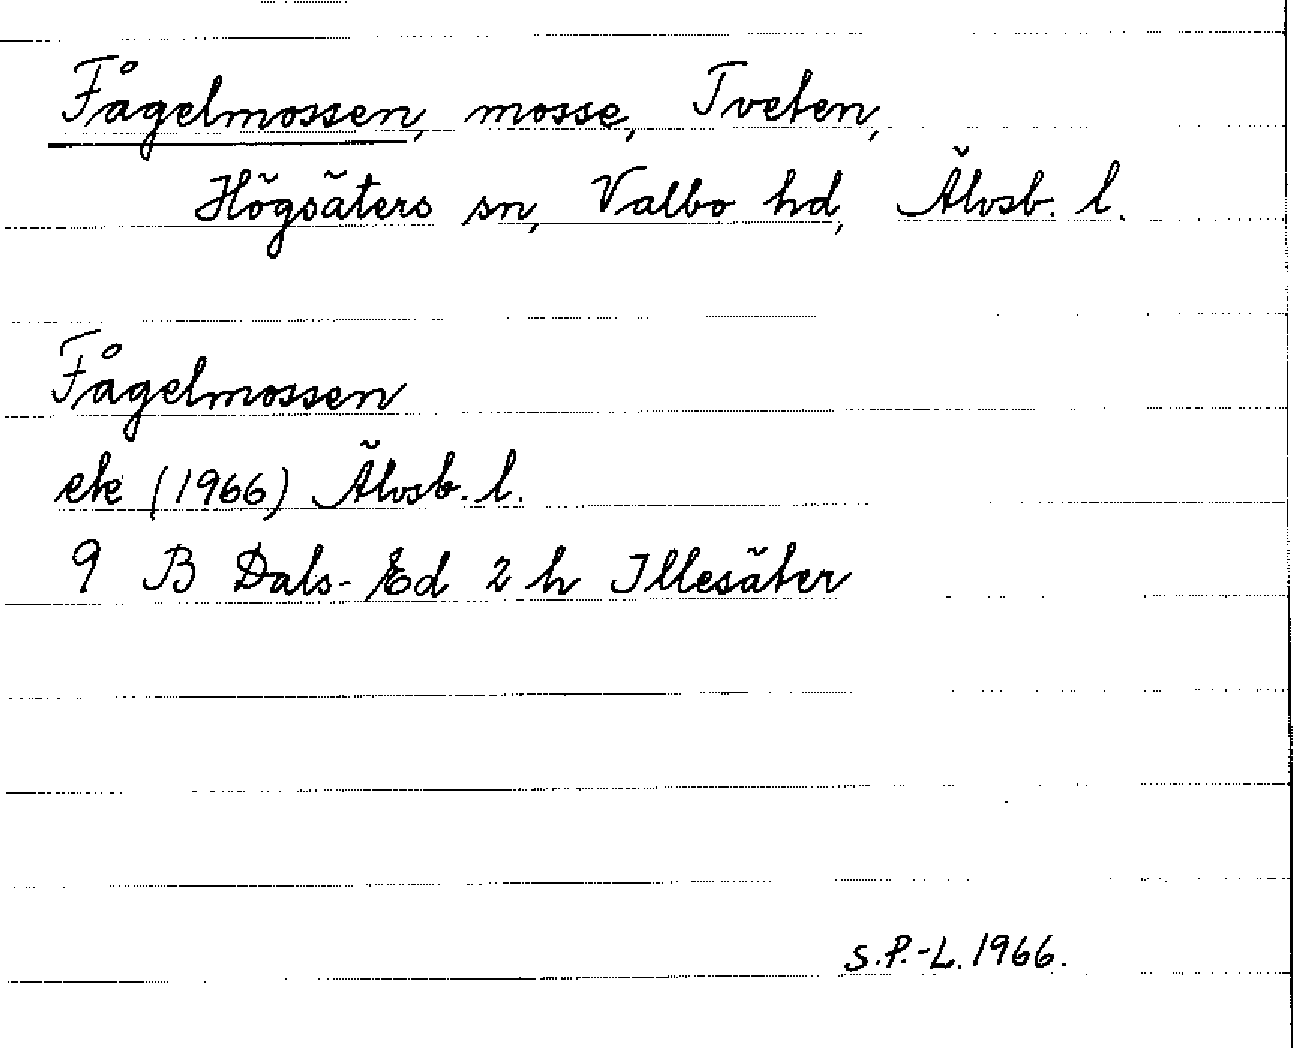 Fågelmossen, mosse, Tveten,
Högsäters sn, Valbo hd, Älvsb. l.
Fågelmossen
ek (1966) Älvsb. l.
9 B Dals-Ed 2 h Illesäter
S.P.-L. 1966.